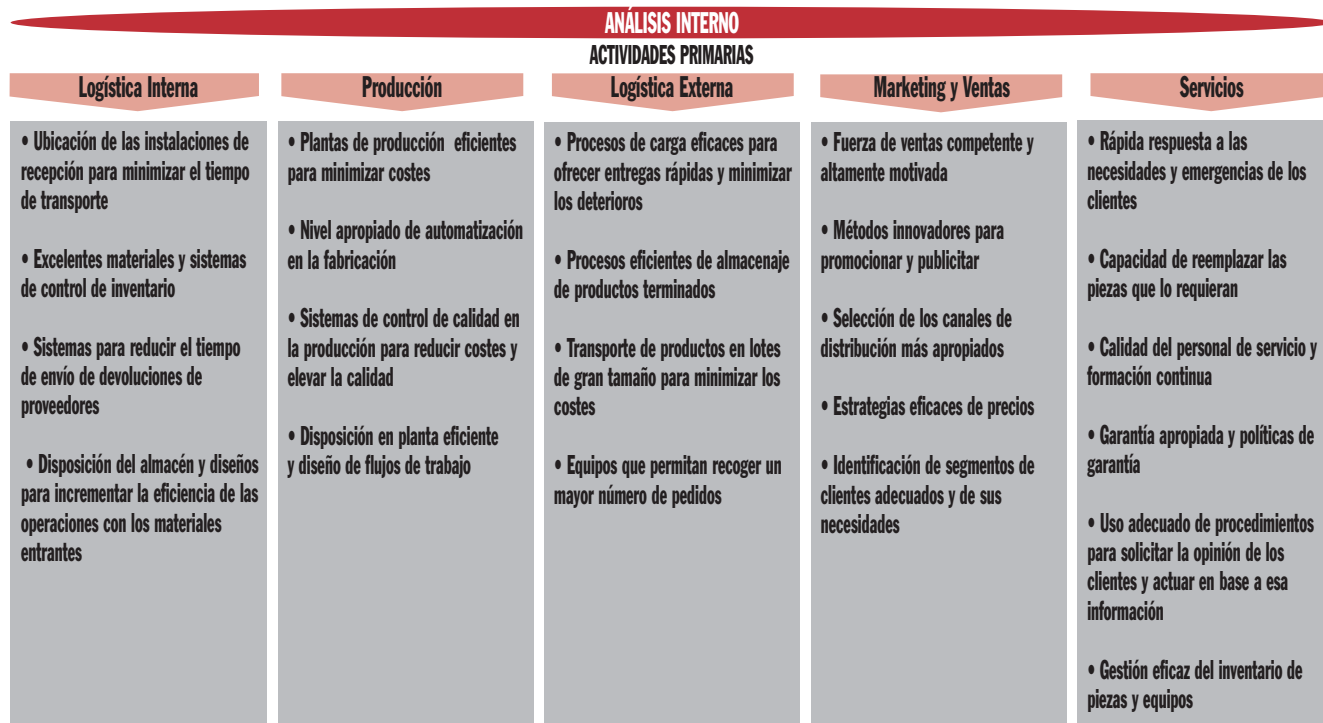 ANÁLISIS INTERNO
ACTIVIDADES PRIMARIAS
Logística Interna
• Ubicación de las instalaciones de
recepción para minimizar el tiempo
de transporte
• Excelentes materiales y sistemas
de control de inventario
• Sistemas para reducir el tiempo
de envío de devoluciones de
proveedores
• Disposición del almacén y diseños
para incrementar la eficiencia de las
operaciones con los materiales
entrantes
Producción
• Plantas de producción eficientes
para minimizar costes
• Nivel apropiado de automatización
en la fabricación
• Sistemas de control de calidad en
la producción para reducir costes y
elevar la calidad
• Disposición en planta eficiente
y diseño de flujos de trabajo
Logística Externa
• Procesos de carga eficaces para
ofrecer entregas rápidas y minimizar
los deterioros
• Procesos eficientes de almacenaje
de productos terminados
• Transporte de productos en lotes
de gran tamaño para minimizar los
costes
• Equipos que permitan recoger un
mayor número de pedidos
Marketing y Ventas
• Fuerza de ventas competente y
altamente motivada
• Métodos innovadores para
promocionar y publicitar
• Selección de los canales de
distribución más apropiados
• Estrategias eficaces de precios
• Identificación de segmentos de
clientes adecuados y de sus
necesidades
Servicios
• Rápida respuesta a las
necesidades y emergencias de los
clientes
• Capacidad de reemplazar las
piezas que lo requieran
• Calidad del personal de servicio y
formación continua
• Garantía apropiada y políticas de
garantía
• Uso adecuado de procedimientos
para solicitar la opinión de los
clientes y actuar en base a esa
información
• Gestión eficaz del inventario de
piezas y equipos